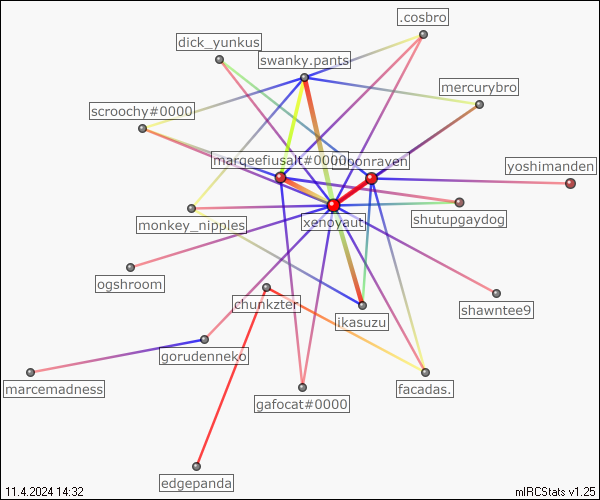 .cosbro
dick_yunkus
swanky.pants
mercurybro
scroochy#0000
marqeefiusalt#0000
yoshimanden
xenoyaut
shutupgaydog
monkey_nipples
ogshroom
shawntee9
chunkzter
ikasuzu
gorudenneko
marcemadness
gafocat#0000
facadas.
edgepanda
11.4.2024 14:32
mIRCStats v1.25